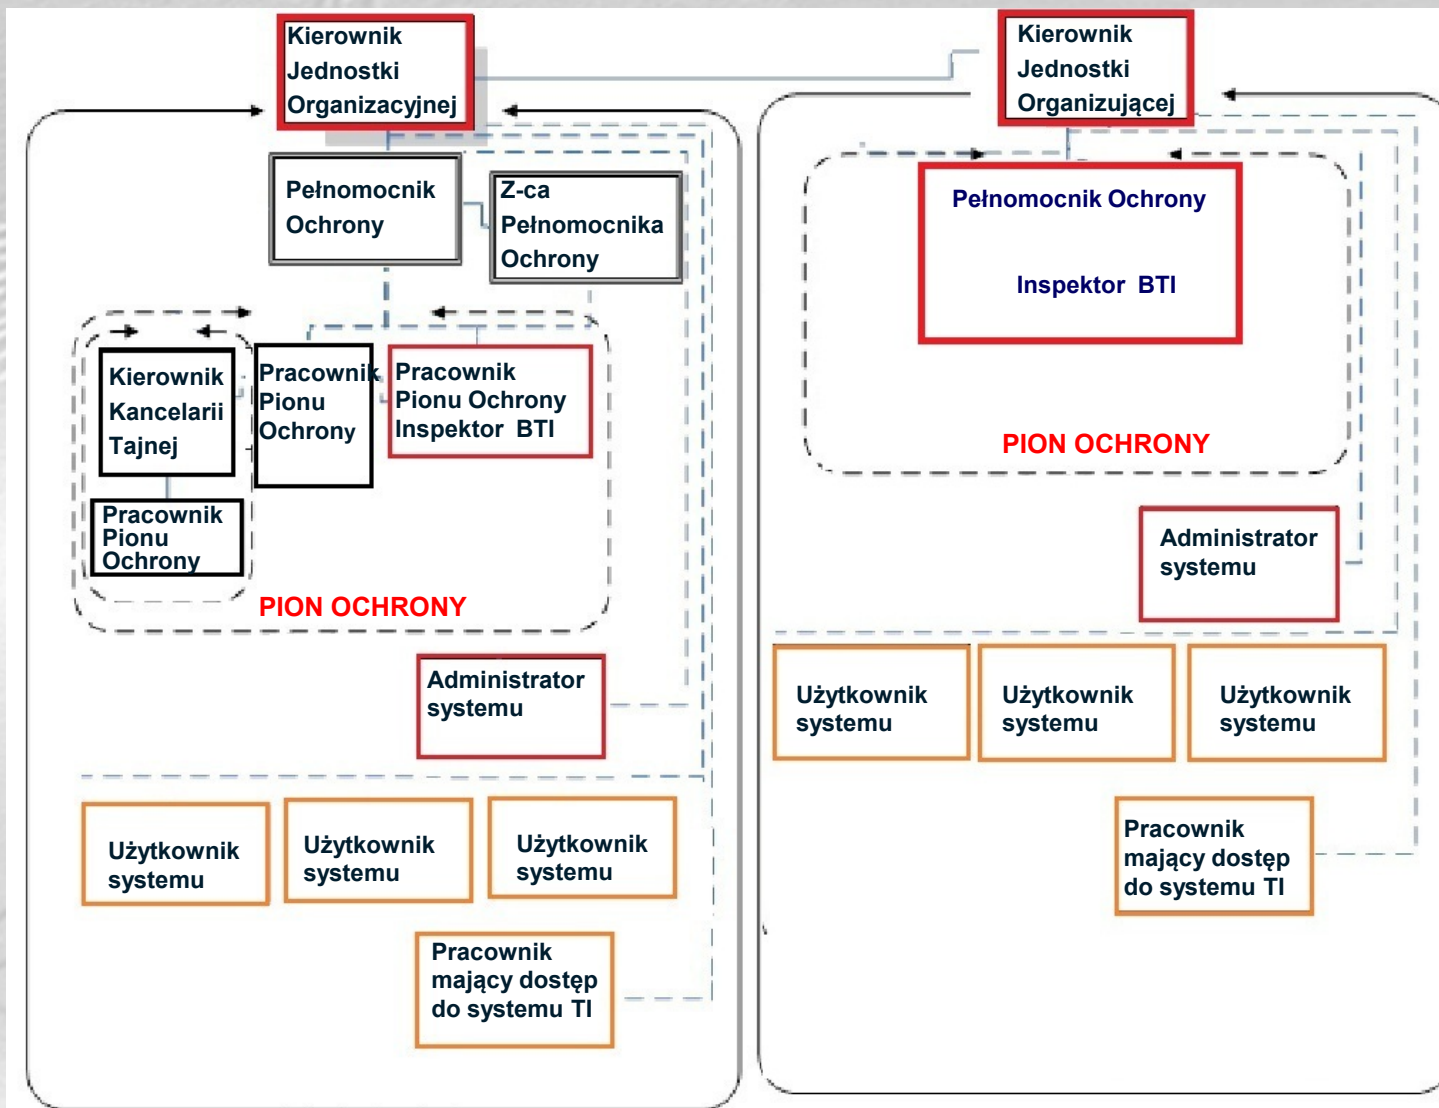 Kierownik
Jednostki
Organizacyjnej
Pełnomocnik
Ochrony
Z-ca
Pełnomocnika
Ochrony
Kierownik
Kancelarii
Tajnej
Pracownik
Pionu
Ochrony
Pracownik
Pionu Ochrony
Inspektor BTI
Pracownik
Pionu
Ochrony
PION OCHRONY
Administrator
systemu
Użytkownik
systemu
Użytkownik
systemu
Użytkownik
systemu
Pracownik
mający dostęp
do systemu TI
Kierownik
Jednostki
Organizującej
Pełnomocnik Ochrony
Inspektor BTI
PION OCHRONY
Administrator
systemu
Użytkownik
systemu
Użytkownik
systemu
Użytkownik
systemu
Pracownik
mający dostęp
do systemu TI